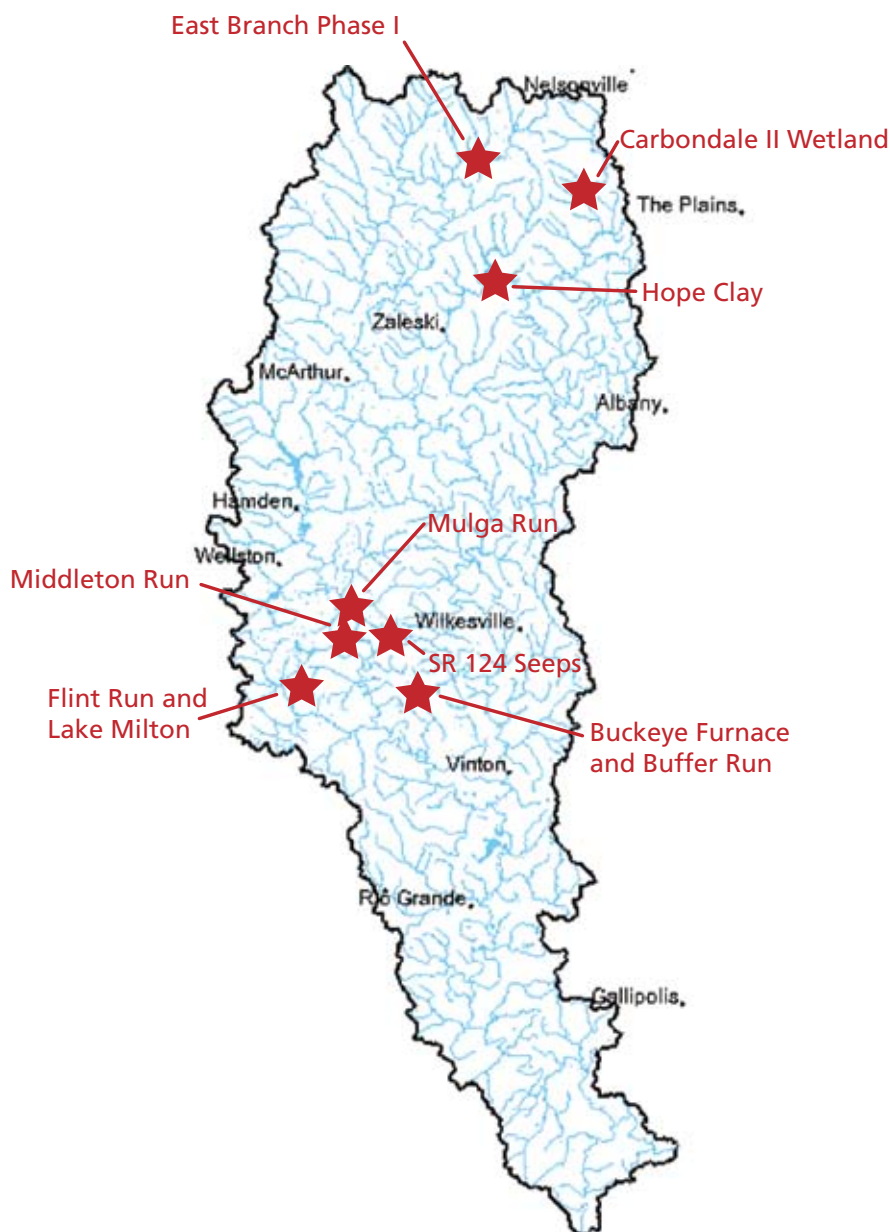 East Branch Phase I
Nelsonville
Carbondale II Wetland
The Plains
Hope Clay
Zaleski
McArthur
Albany
Hamden
Mulga Run
Wellston
Middleton Run
Wilkesville
SR 124 Seeps
Flint Run and
Lake Milton
Buckeye Furnace
and Buffer Run
Vinton
Rio Grande
Gallipolis